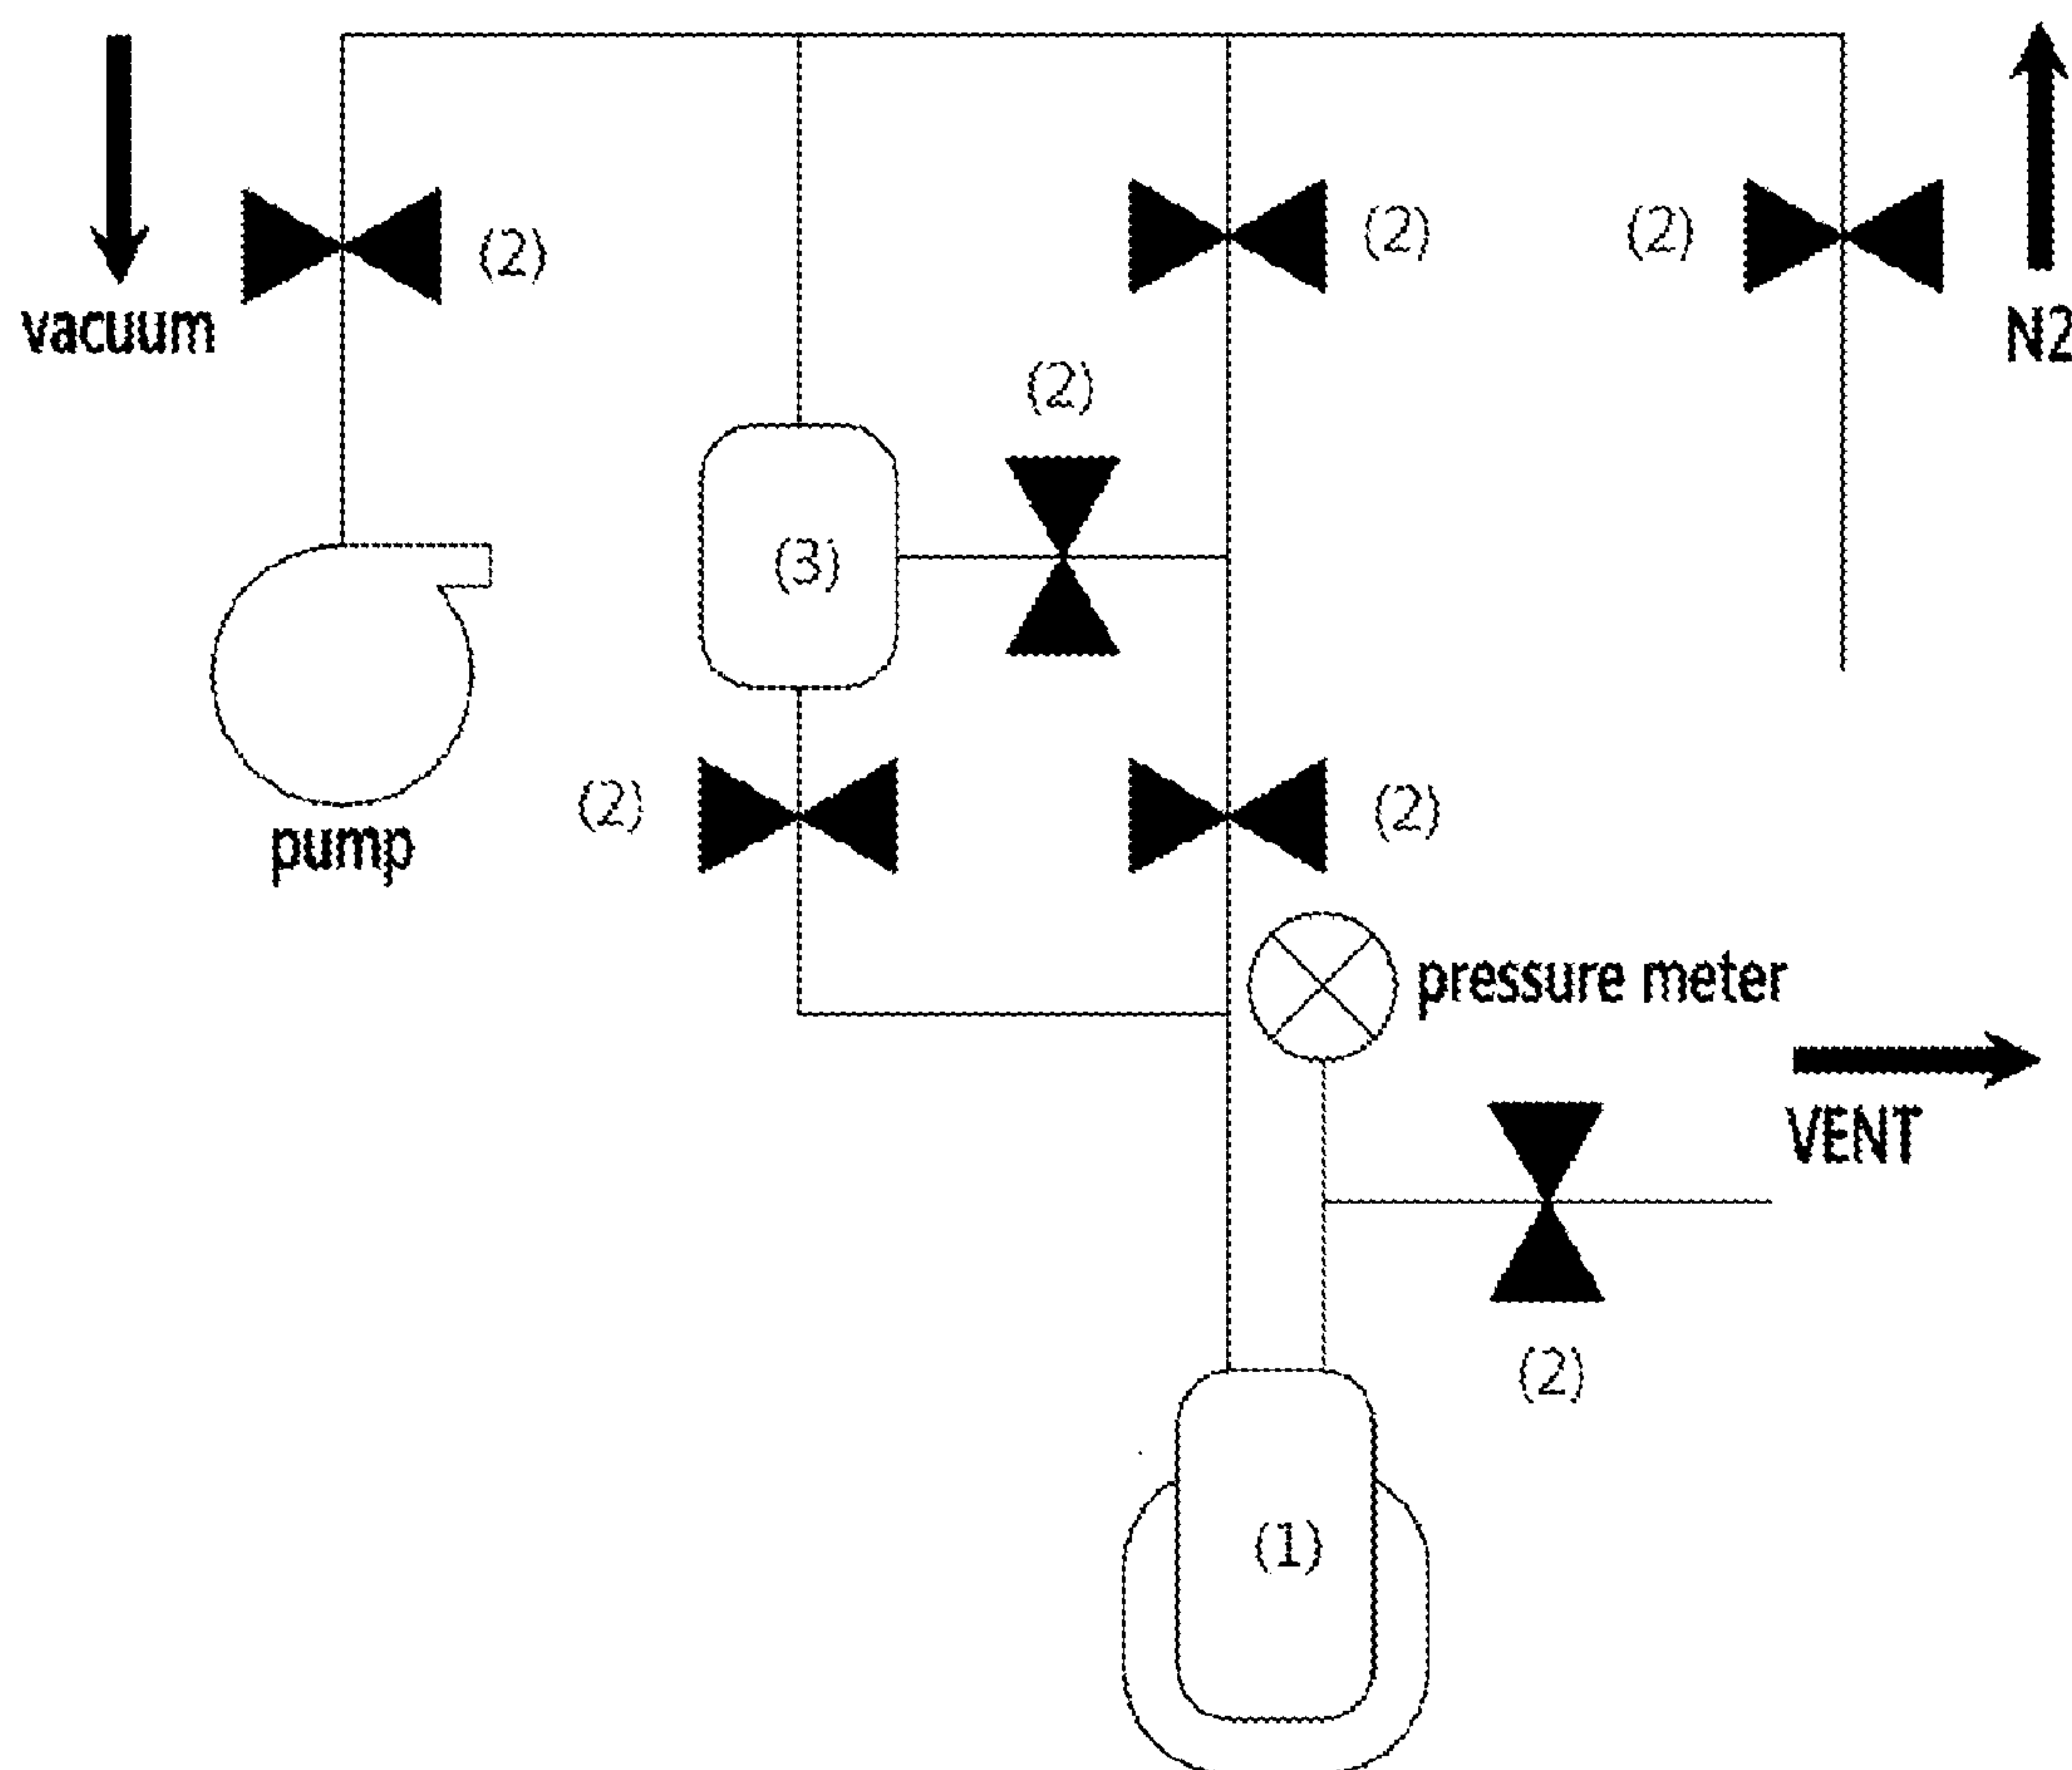 (2)
(2)
(2)
vacuum
N2
(2)
(3)
(2)
(2)
pump
pressure meter
VENT
(2)
(1)